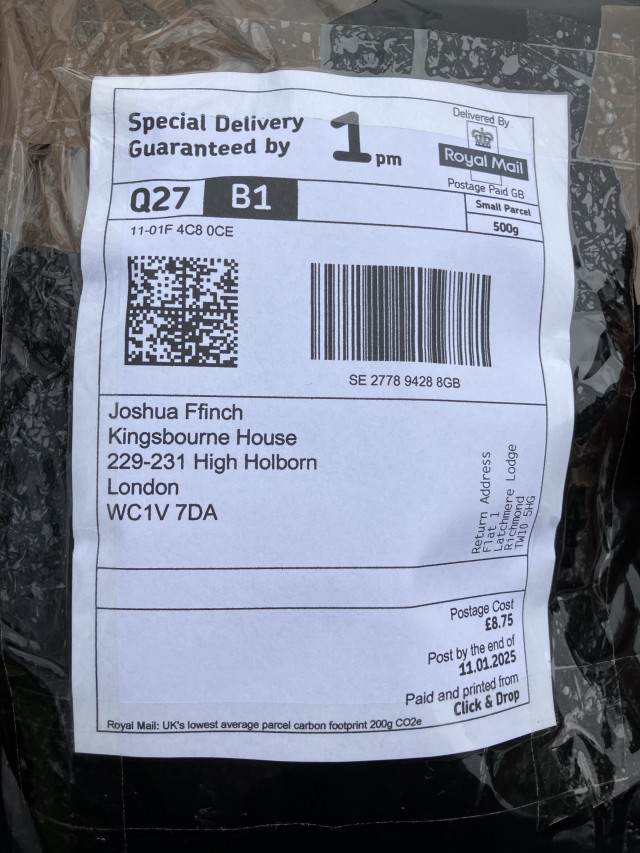 Special Delivery
Guaranteed by
1 pm
Delivered By
Royal Mail
Postage Paid GB
Q27 B1
Small Parcel
500g
11-01F 4C8 0CE
SE 2778 9428 8GB
Joshua Ffinch
Kingsbourne House
229-231 High Holborn
London
WC1V 7DA
Return Address
Flat 1
Latchmere Lodge
Richmond
TW10 5HG
Postage Cost
£8.75
Post by the end of
11.01.2025
Paid and printed from
Click & Drop
Royal Mail: UK's lowest average parcel carbon footprint 200g CO2e